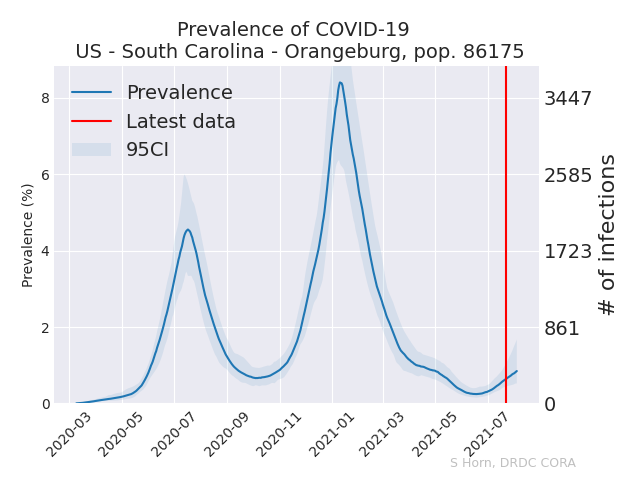 Prevalence of COVID-19
US - South Carolina - Orangeburg, pop. 86175
Prevalence
Latest data
95CI
Prevalence (%)
8
6
4
2
0
3447
2585
1723
861
0
# of infections
2020-03
2020-05
2020-07
2020-09
2020-11
2021-01
2021-03
2021-05
2021-07
S Horn, DRDC CORA